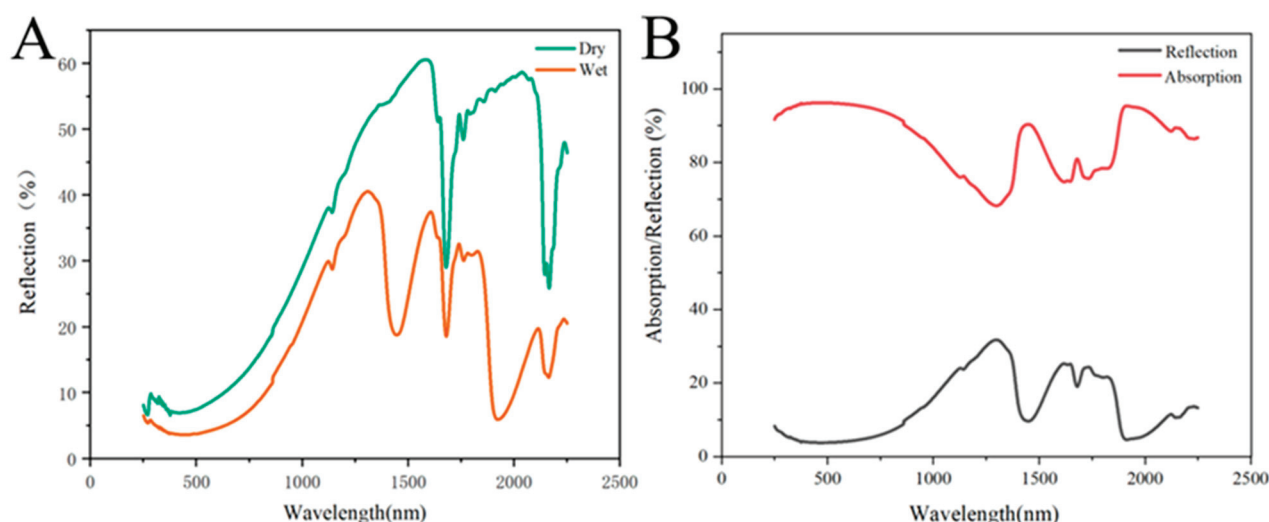 A
Dry
Wet
60
50
40
30
20
10
0
Reflection（%）
0 500 1000 1500 2000 2500
Wavelength(nm)
B
Reflection
Absorption
100
80
60
40
20
0
Absorption/Reflection (%)
0 500 1000 1500 2000 2500
Wavelength(nm)